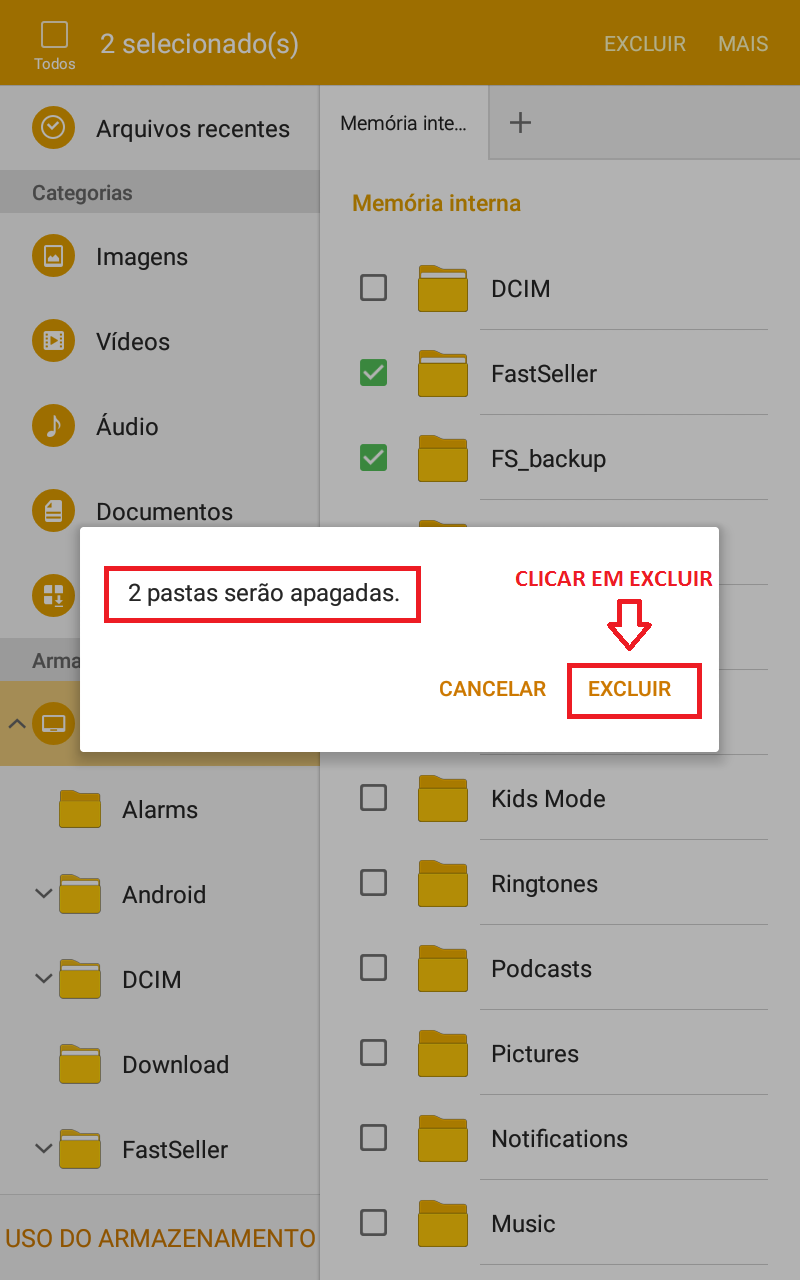 Todos
2 selecionado(s)
EXCLUIR
MAIS
Arquivos recentes
Categorias
Imagens
Vídeos
Áudio
Documentos
Arma
Alarms
Android
DCIM
Download
FastSeller
USO DO ARMAZENAMENTO
Memória inte...
Memória interna
DCIM
FastSeller
FS_backup
2 pastas serão apagadas.
CLICAR EM EXCLUIR
CANCELAR
EXCLUIR
Kids Mode
Ringtones
Podcasts
Pictures
Notifications
Music